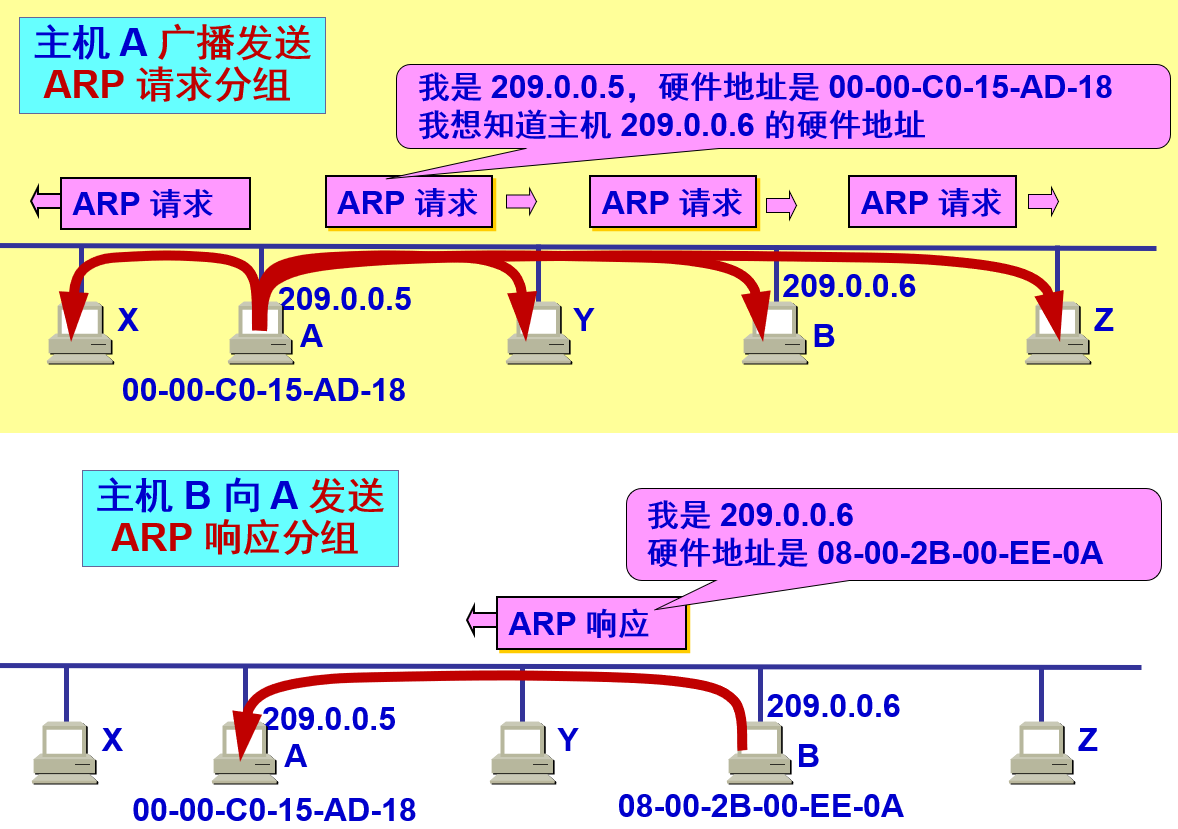 主机 A 广播发送
ARP 请求分组
我是 209.0.0.5，硬件地址是 00-00-C0-15-AD-18
我想知道主机 209.0.0.6 的硬件地址
ARP 请求
ARP 请求
ARP 请求
ARP 请求
209.0.0.5
209.0.0.6
X
A
Y
B
Z
00-00-C0-15-AD-18
主机 B 向 A 发送
ARP 响应分组
我是 209.0.0.6
硬件地址是 08-00-2B-00-EE-0A
ARP 响应
209.0.0.5
209.0.0.6
X
A
Y
B
Z
00-00-C0-15-AD-18
08-00-2B-00-EE-0A